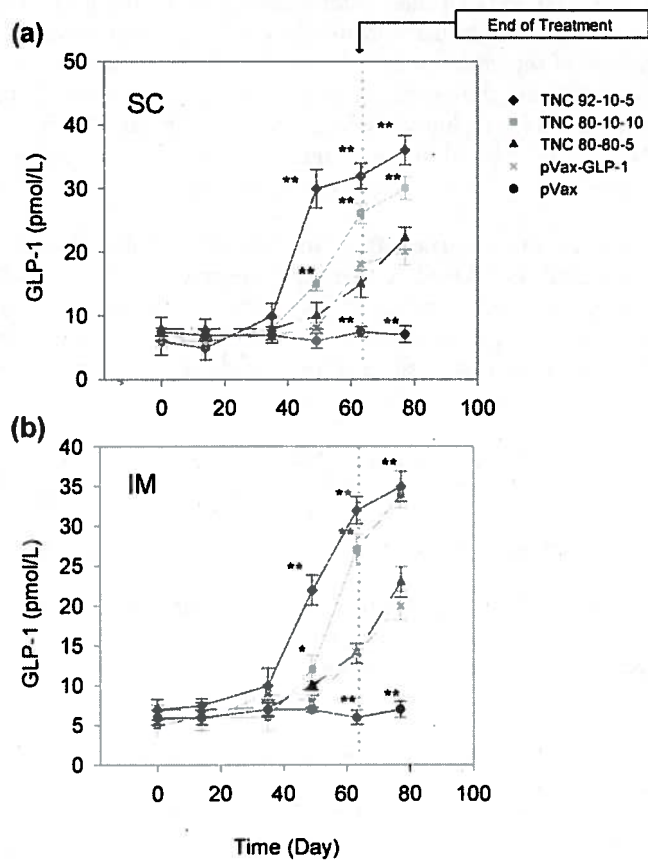 End of Treatment
(a)
SC
50
40
30
20
10
0
GLP-1 (pmol/L)
0 20 40 60 80 100
** ** **
** ** **
** **
TNC 92-10-5
TNC 80-10-10
TNC 80-80-5
pVax-GLP-1
pVax
(b)
IM
40
35
30
25
20
15
10
5
0
GLP-1 (pmol/L)
** ** **
* **
** **
0 20 40 60 80 100
Time (Day)